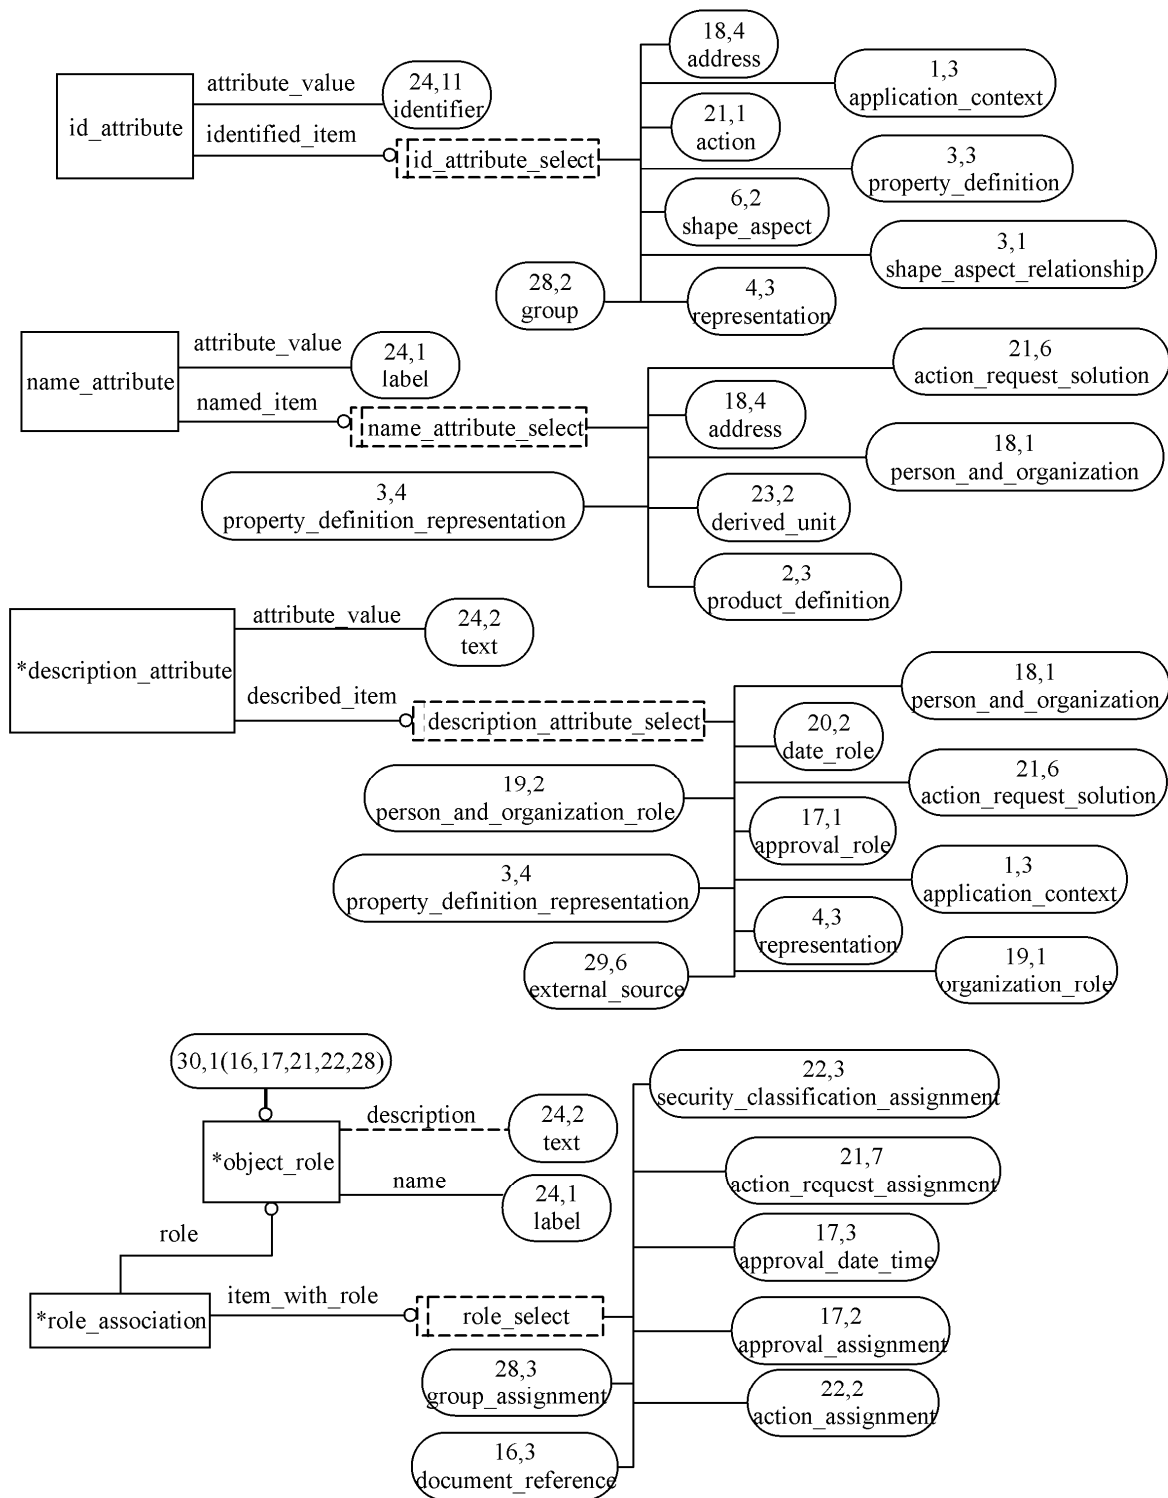 18,4
address
1,3
application_context
attribute_value
24,11
identifier
id_attribute
identified_item
id_attribute_select
21,1
action
3,3
property_definition
6,2
shape_aspect
3,1
shape_aspect_relationship
28,2
group
4,3
representation
attribute_value
24,1
label
name_attribute
named_item
name_attribute_select
21,6
action_request_solution
18,4
address
18,1
person_and_organization
3,4
property_definition_representation
23,2
derived_unit
2,3
product_definition
attribute_value
24,2
text
*description_attribute
described_item
description_attribute_select
18,1
person_and_organization
20,2
date_role
19,2
person_and_organization_role
21,6
action_request_solution
17,1
approval_role
3,4
property_definition_representation
1,3
application_context
4,3
representation
29,6
external_source
19,1
organization_role
30,1(16,17,21,22,28)
22,3
security_classification_assignment
description
24,2
text
*object_role
name
24,1
label
21,7
action_request_assignment
role
17,3
approval_date_time
*role_association
item_with_role
role_select
17,2
approval_assignment
28,3
group_assignment
22,2
action_assignment
16,3
document_reference